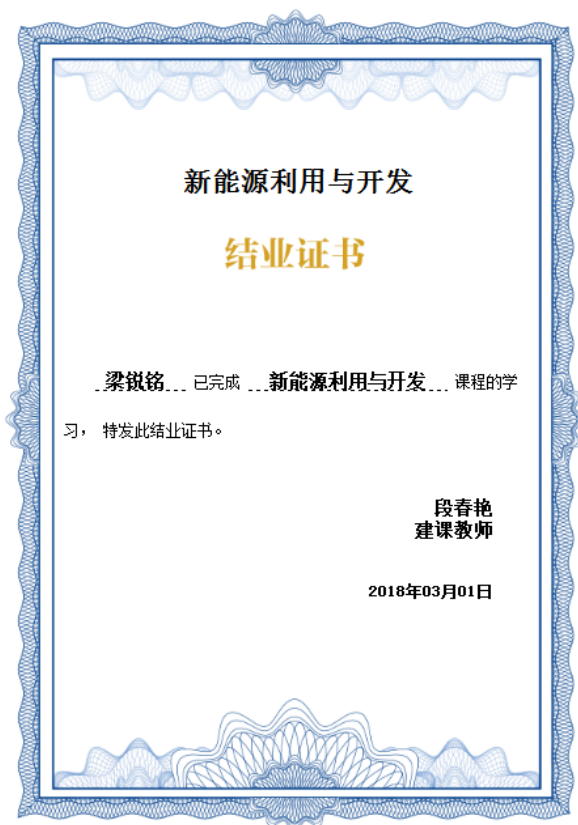 新能源利用与开发
结业证书
梁锐铭 已完成 新能源利用与开发 课程的学
习， 特发此结业证书。
段春艳
建课教师
2018年03月01日